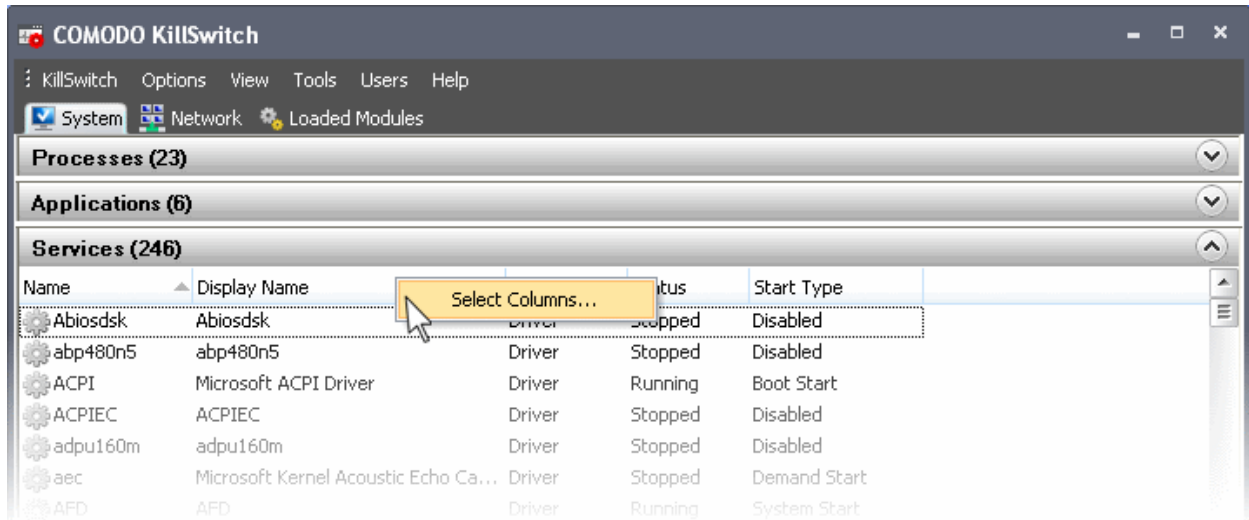 COMODO KillSwitch
KillSwitch Options View Tools Users Help
System Network Loaded Modules
Processes (23)
Applications (6)
Services (246)
Name Display Name Select Columns... tus Start Type
Abiosdsk Abiosdsk Driver Stopped Disabled
abp480n5 abp480n5 Driver Stopped Disabled
ACPI Microsoft ACPI Driver Driver Running Boot Start
ACPIEC ACPIEC Driver Stopped Disabled
adpu160m adpu160m Driver Stopped Disabled
aec Microsoft Kernel Acoustic Echo Ca... Driver Stopped Demand Start
AFD AFD Driver Running System Start